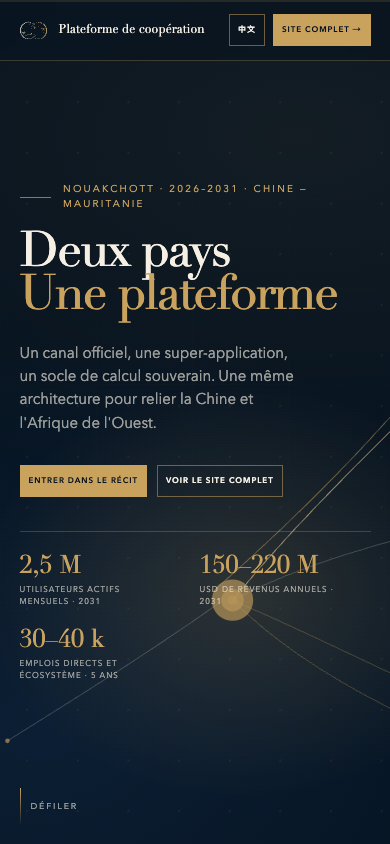 Plateforme de coopération
中文
SITE COMPLET →
NOUAKCHOTT · 2026–2031 · CHINE –
MAURITANIE
Deux pays
Une plateforme
Un canal officiel, une super-application,
un socle de calcul souverain. Une même
architecture pour relier la Chine et
l'Afrique de l'Ouest.
ENTRER DANS LE RÉCIT
VOIR LE SITE COMPLET
2,5 M
UTILISATEURS ACTIFS
MENSUELS · 2031
150–220 M
USD DE REVENUS ANNUELS ·
2031
30–40 k
EMPLOIS DIRECTS ET
ÉCOSYSTÈME · 5 ANS
DÉFILER